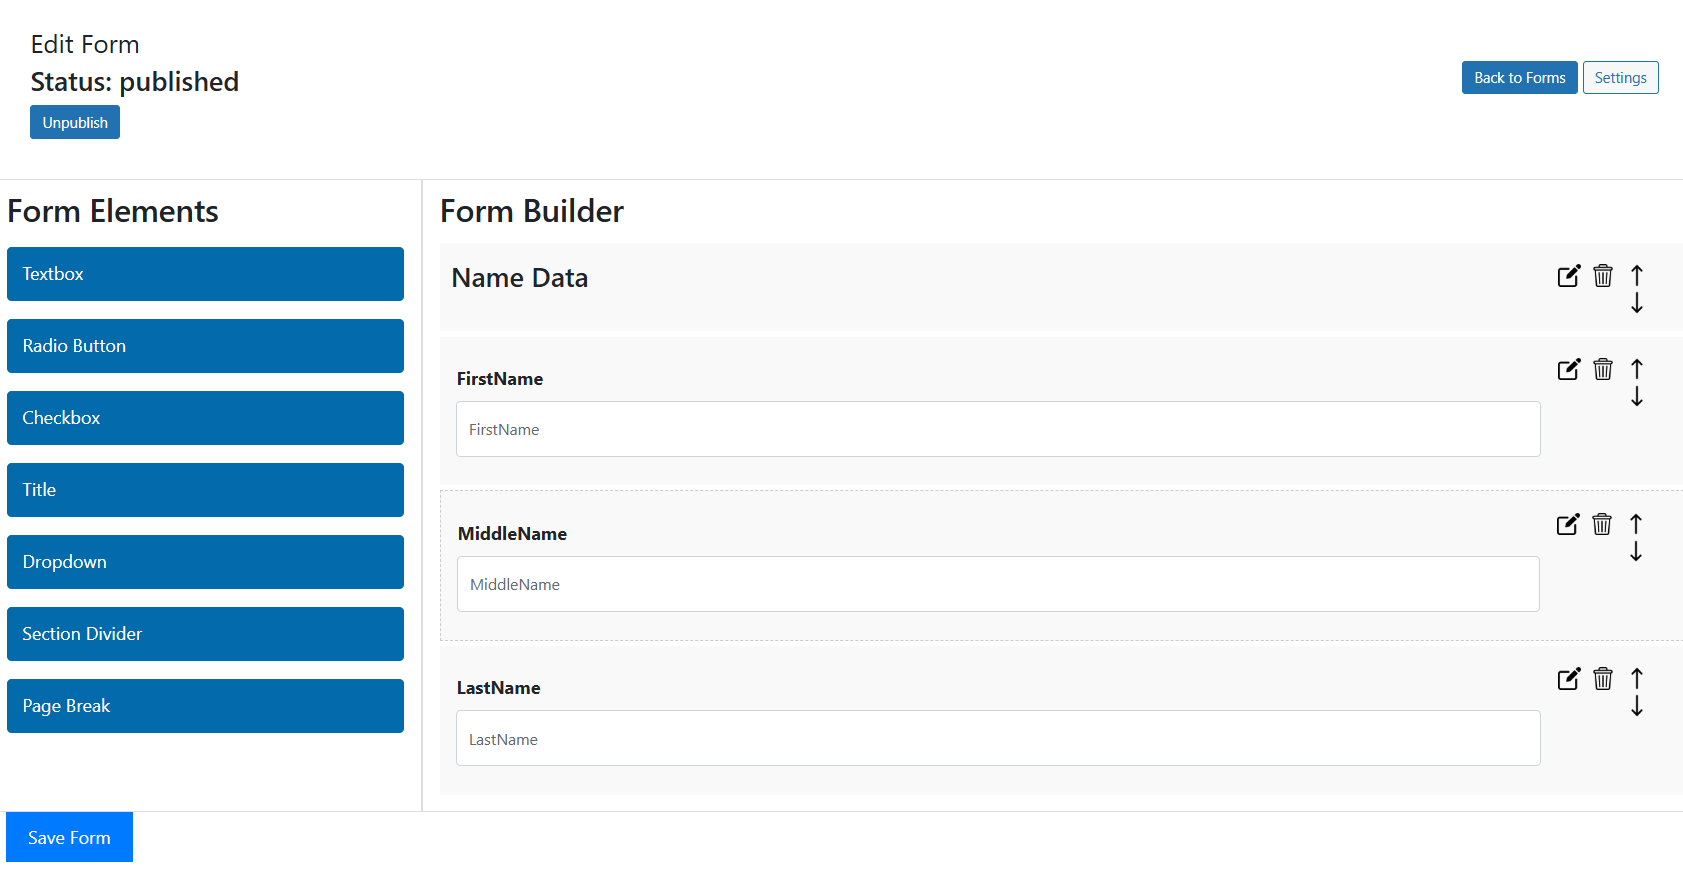 Edit Form
Status: published
Unpublish
Back to Forms
Settings
Form Elements
Textbox
Radio Button
Checkbox
Title
Dropdown
Section Divider
Page Break
Form Builder
Name Data
FirstName
FirstName
MiddleName
MiddleName
LastName
LastName
Save Form